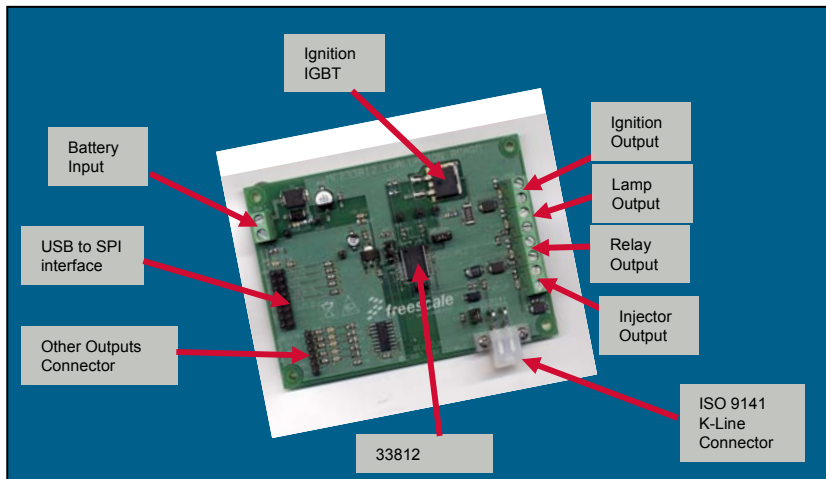 Ignition
IGBT
Battery
Input
USB to SPI
interface
Other Outputs
Connector
Ignition
Output
Lamp
Output
Relay
Output
Injector
Output
ISO 9141
K-Line
Connector
33812
freescale